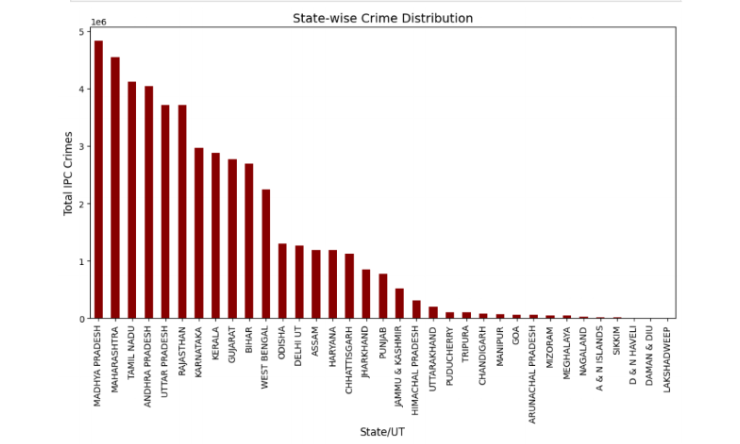 State-wise Crime Distribution
1e6
5
4
3
2
1
0
Total IPC Crimes
MADHYA PRADESH
MAHARASHTRA
TAMIL NADU
ANDHRA PRADESH
UTTAR PRADESH
RAJASTHAN
KARNATAKA
KERALA
GUJARAT
BIHAR
WEST BENGAL
ODISHA
DELHI UT
ASSAM
HARYANA
CHHATTISGARH
JHARKHAND
PUNJAB
JAMMU & KASHMIR
HIMACHAL PRADESH
UTTARAKHAND
PUDUCHERRY
TRIPURA
CHANDIGARH
MANIPUR
GOA
ARUNACHAL PRADESH
MIZORAM
MEGHALAYA
NAGALAND
A & N ISLANDS
SIKKIM
D & N HAVELI
DAMAN & DIU
LAKSHADWEEP
State/UT